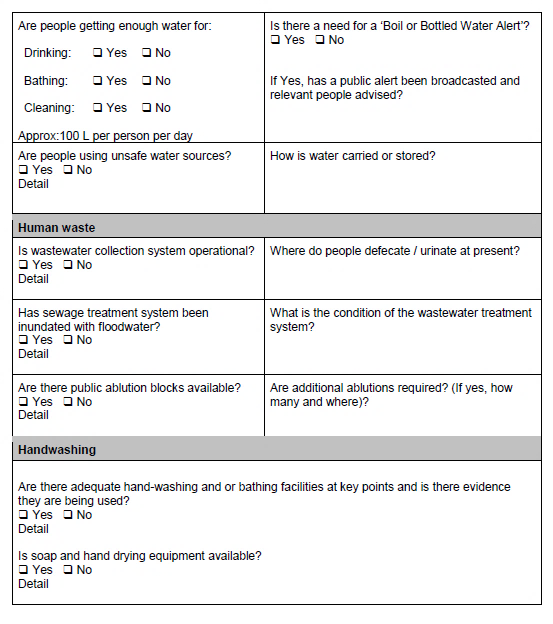 Are people getting enough water for:
Drinking: ❑ Yes ❑ No
Bathing: ❑ Yes ❑ No
Cleaning: ❑ Yes ❑ No
Approx:100 L per person per day
Is there a need for a ‘Boil or Bottled Water Alert’?
❑ Yes ❑ No
If Yes, has a public alert been broadcasted and
relevant people advised?
Are people using unsafe water sources?
❑ Yes ❑ No
Detail
How is water carried or stored?
Human waste
Is wastewater collection system operational?
❑ Yes ❑ No
Detail
Where do people defecate / urinate at present?
Has sewage treatment system been
inundated with floodwater?
❑ Yes ❑ No
Detail
What is the condition of the wastewater treatment
system?
Are there public ablution blocks available?
❑ Yes ❑ No
Detail
Are additional ablutions required? (If yes, how
many and where)?
Handwashing
Are there adequate hand-washing and or bathing facilities at key points and is there evidence
they are being used?
❑ Yes ❑ No
Detail
Is soap and hand drying equipment available?
❑ Yes ❑ No
Detail